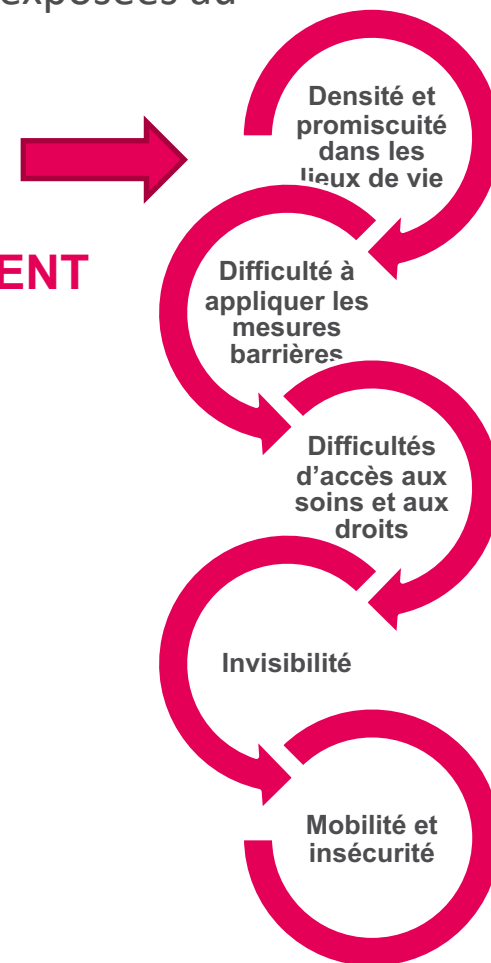 exposées au
Densité et
promiscuité
dans les
lieux de vie
ENT
Difficulté à
appliquer les
mesures
barrières
Difficultés
d’accès aux
soins et aux
droits
Invisibilité
Mobilité et
insécurité